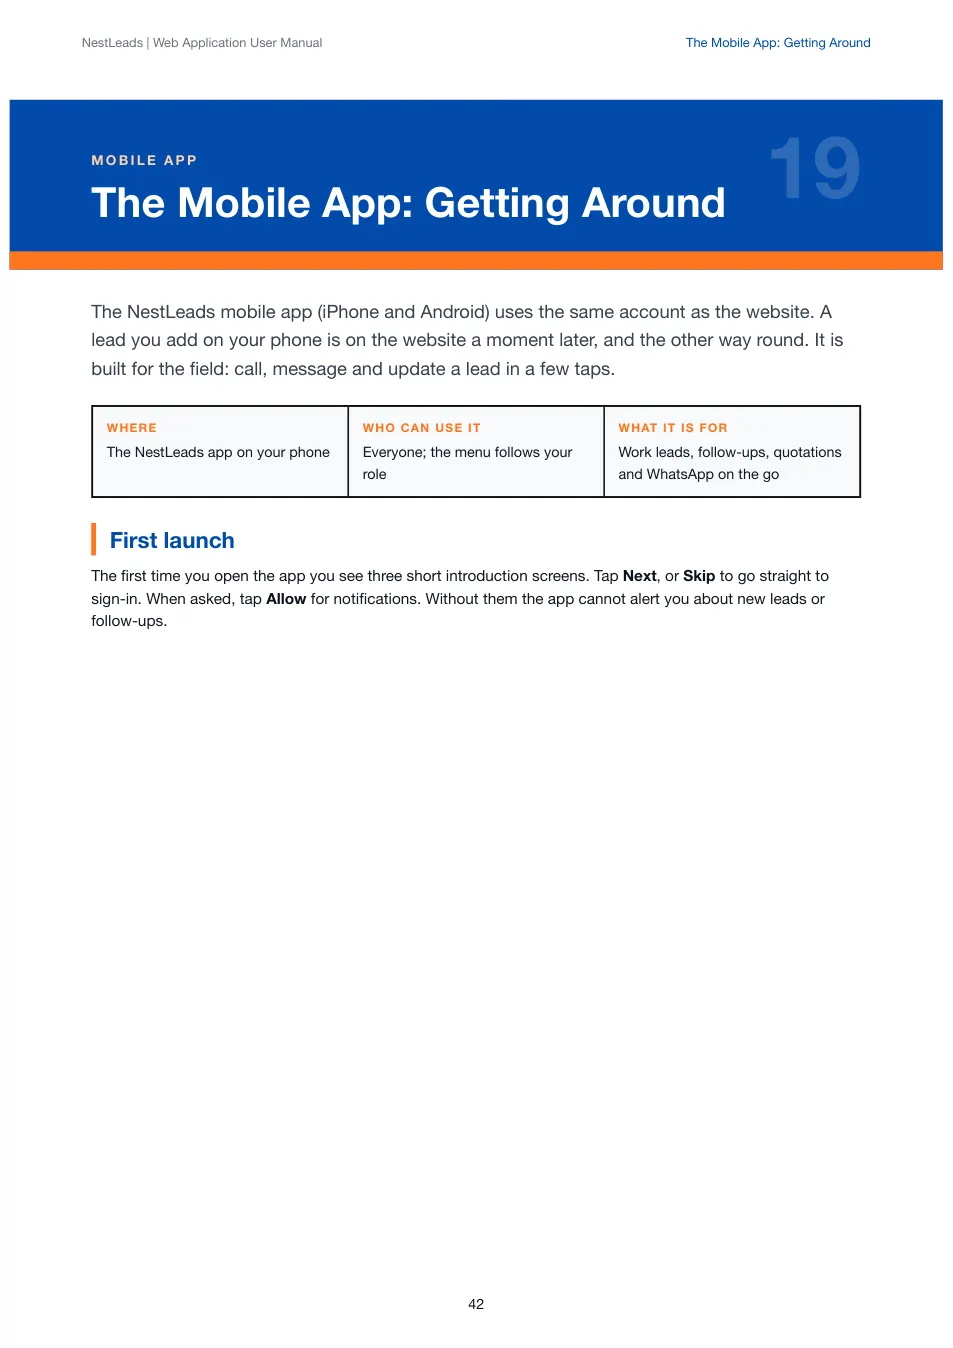 NestLeads | Web Application User Manual
The Mobile App: Getting Around
MOBILE APP
19
The Mobile App: Getting Around
The NestLeads mobile app (iPhone and Android) uses the same account as the website. A
lead you add on your phone is on the website a moment later, and the other way round. It is
built for the field: call, message and update a lead in a few taps.
WHERE
The NestLeads app on your phone
WHO CAN USE IT
Everyone; the menu follows your
role
WHAT IT IS FOR
Work leads, follow-ups, quotations
and WhatsApp on the go
First launch
The first time you open the app you see three short introduction screens. Tap Next, or Skip to go straight to
sign-in. When asked, tap Allow for notifications. Without them the app cannot alert you about new leads or
follow-ups.
42